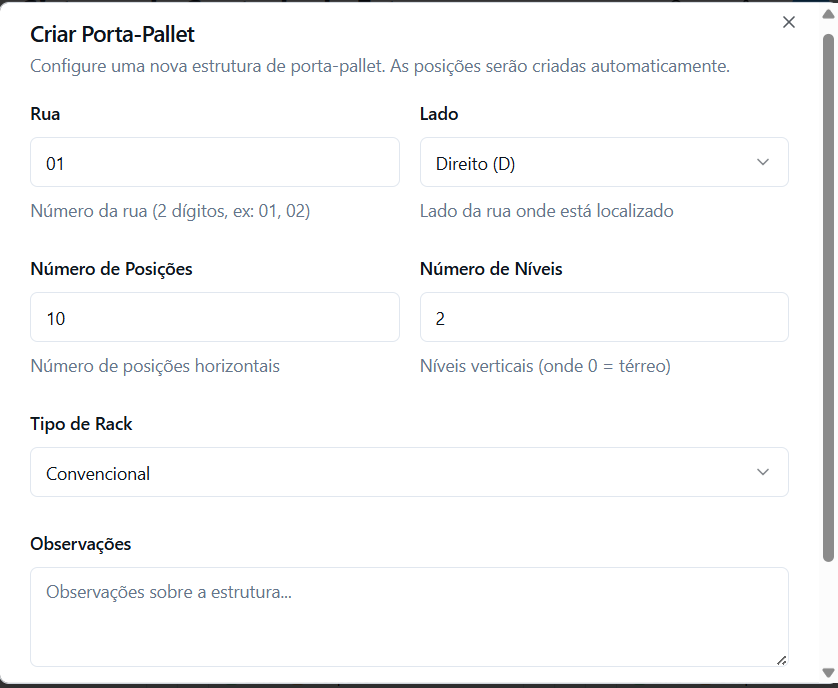 Criar Porta-Pallet
Configure uma nova estrutura de porta-pallet. As posições serão criadas automaticamente.
Rua
Lado
01
Direito (D)
Número da rua (2 dígitos, ex: 01, 02)
Lado da rua onde está localizado
Número de Posições
Número de Níveis
10
2
Número de posições horizontais
Níveis verticais (onde 0 = térreo)
Tipo de Rack
Convencional
Observações
Observações sobre a estrutura...